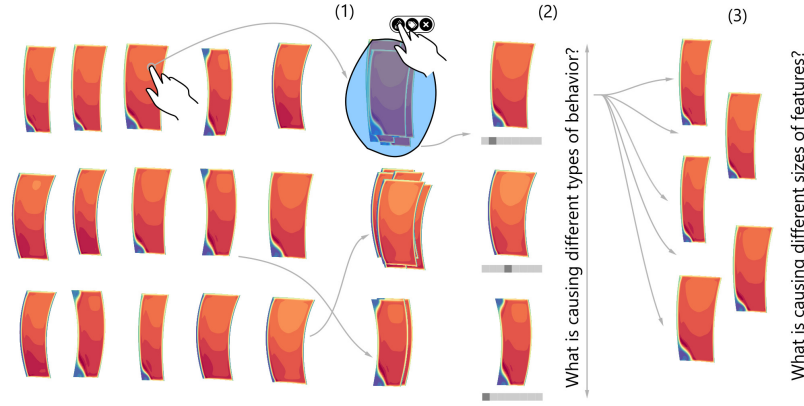 (1)
(2)
(3)
What is causing different types of behavior?
What is causing different sizes of features?